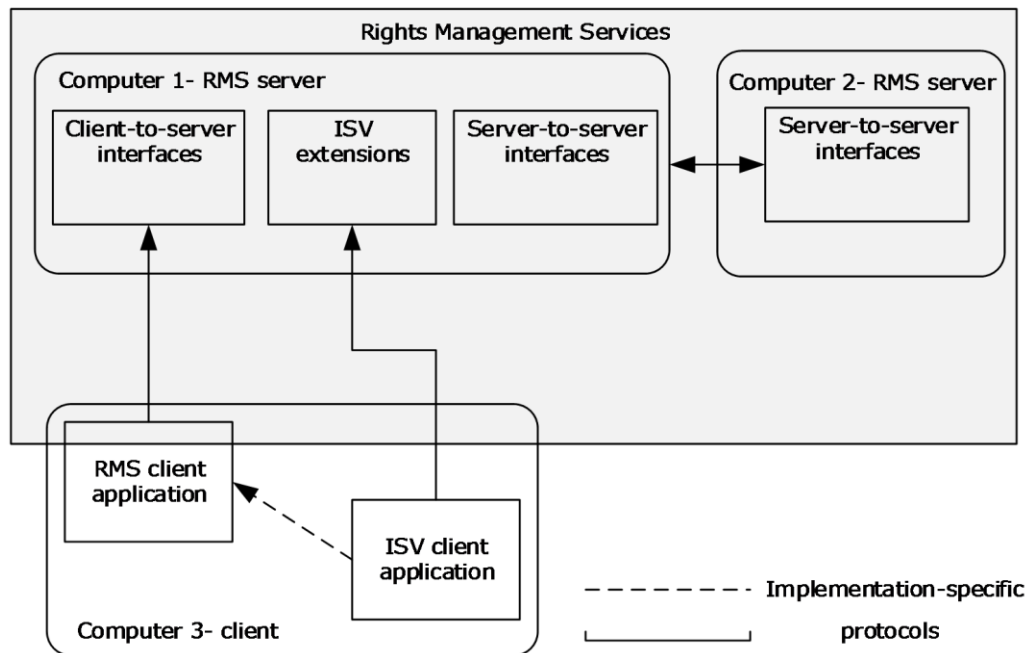 Rights Management Services
Computer 1- RMS server
Client-to-server
interfaces
ISV
extensions
Server-to-server
interfaces
Computer 2- RMS server
Server-to-server
interfaces
RMS client
application
ISV client
application
Computer 3- client
Implementation-specific
protocols